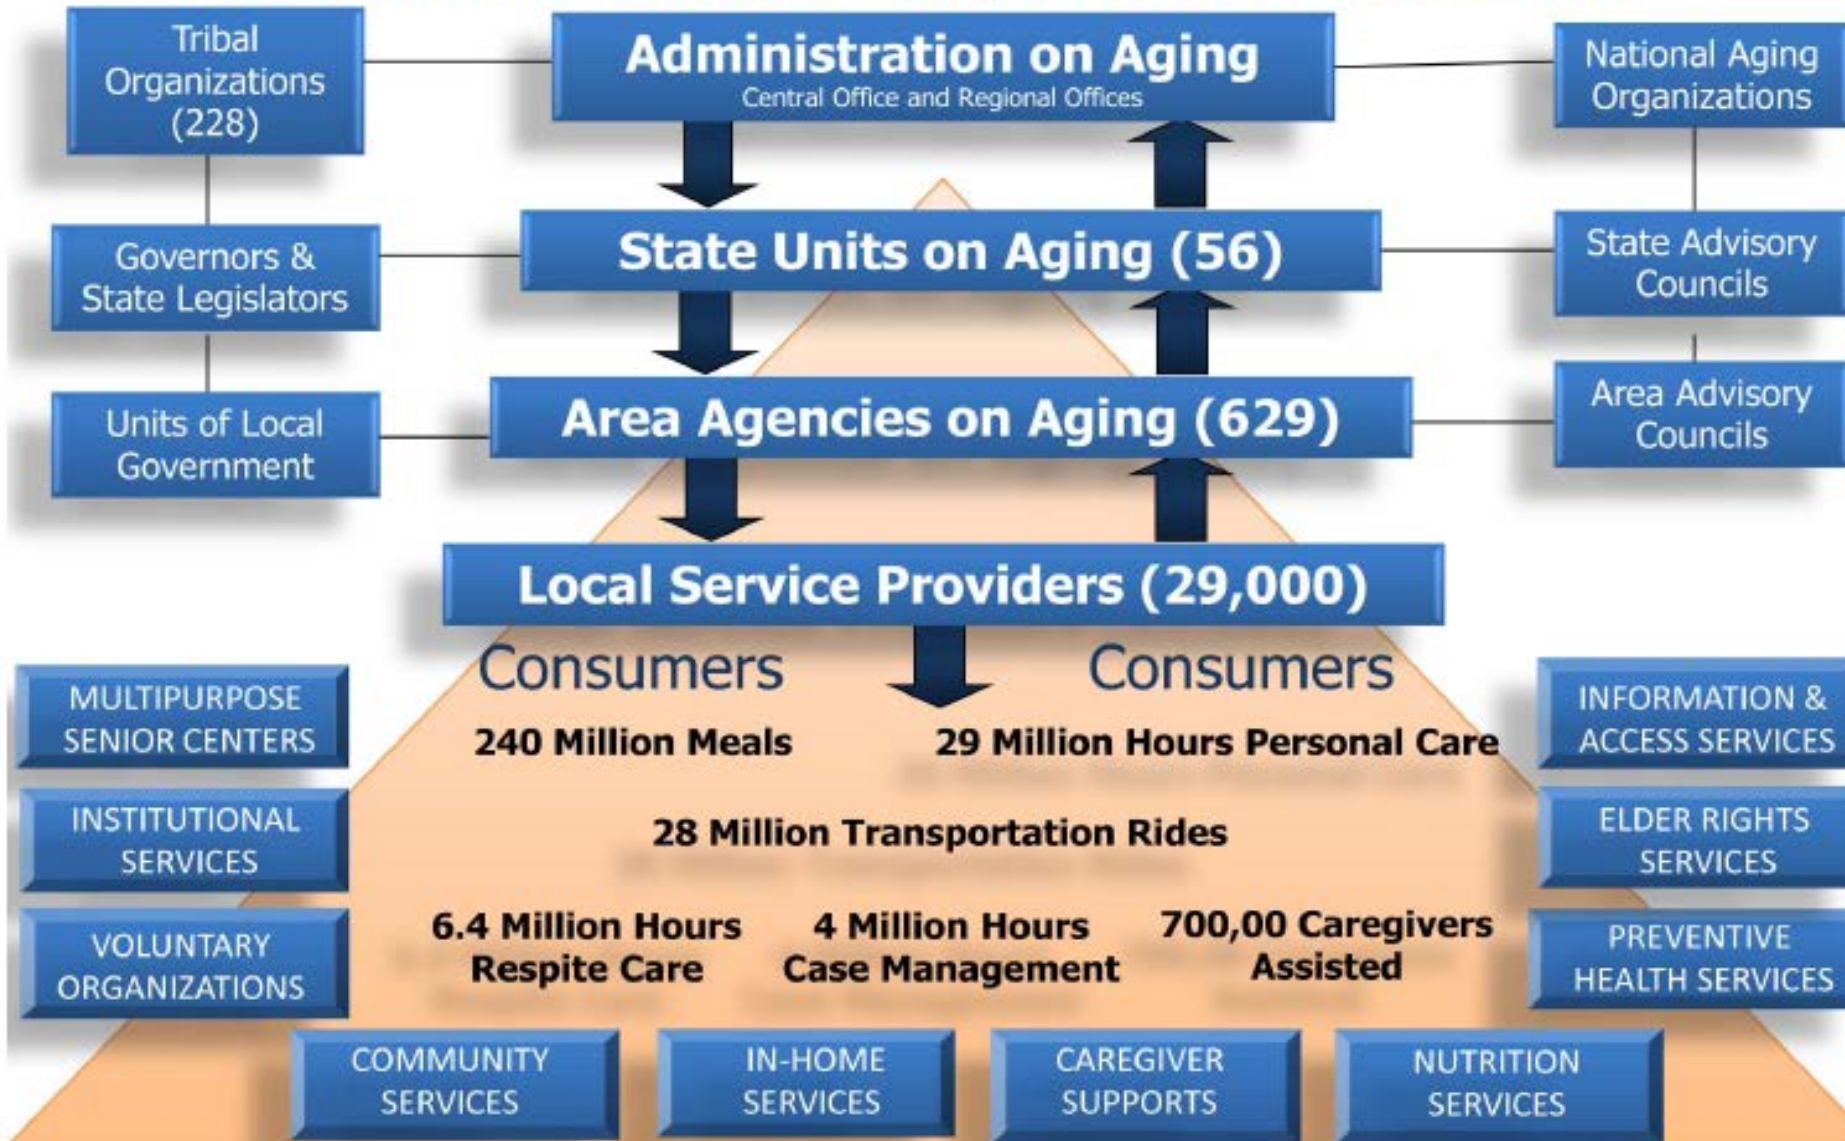 Tribal
Organizations
(228)
Administration on Aging
Central Office and Regional Offices
National Aging
Organizations
Governors &
State Legislators
State Units on Aging (56)
State Advisory
Councils
Units of Local
Government
Area Agencies on Aging (629)
Area Advisory
Councils
Local Service Providers (29,000)
Consumers
Consumers
MULTIPURPOSE
SENIOR CENTERS
240 Million Meals
29 Million Hours Personal Care
INFORMATION &
ACCESS SERVICES
INSTITUTIONAL
SERVICES
28 Million Transportation Rides
ELDER RIGHTS
SERVICES
VOLUNTARY
ORGANIZATIONS
6.4 Million Hours
Respite Care
4 Million Hours
Case Management
700,00 Caregivers
Assisted
PREVENTIVE
HEALTH SERVICES
COMMUNITY
SERVICES
IN-HOME
SERVICES
CAREGIVER
SUPPORTS
NUTRITION
SERVICES